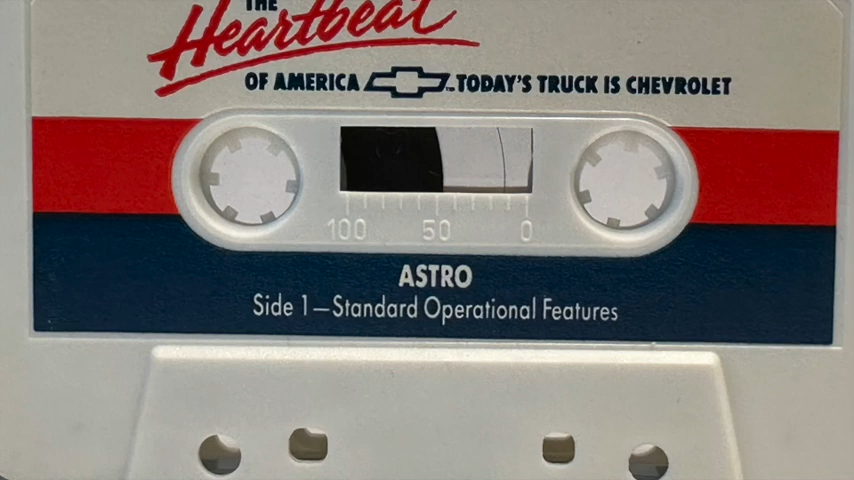 THE
Heartbeat
OF AMERICA TODAY'S TRUCK IS CHEVROLET
100 50 0
ASTRO
Side 1—Standard Operational Features